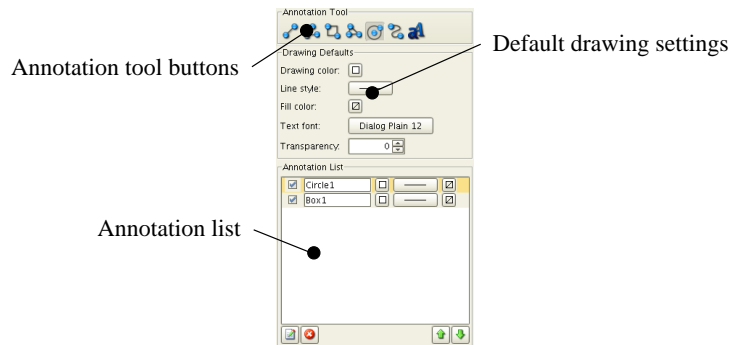 Annotation Tool
a
Default drawing settings
Annotation tool buttons
Drawing Defaults
Drawing color:
Line style:
Fill color:
Text font: Dialog Plain 12
Transparency: 0
Annotation List
Circle1
Box1
Annotation list